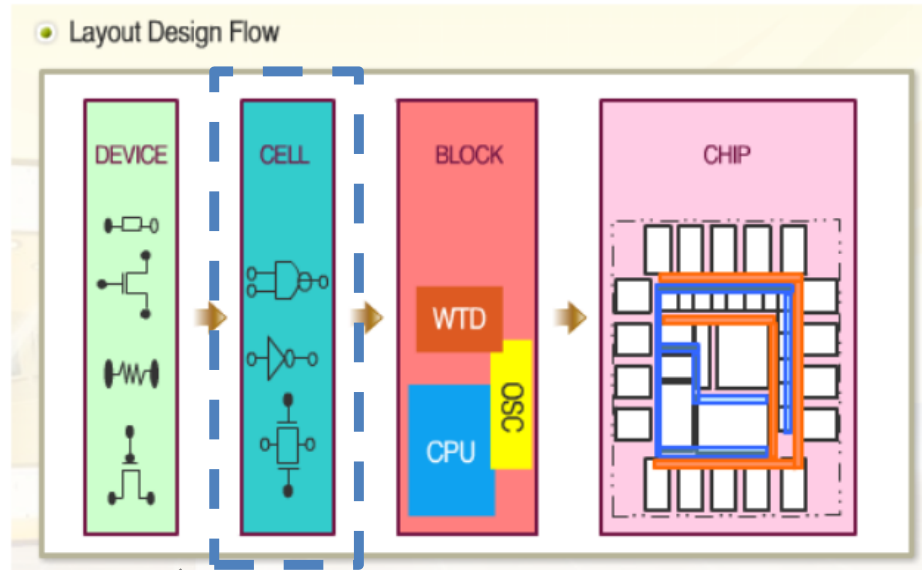 Layout Design Flow
DEVICE
CELL
BLOCK
CHIP
WTD
OSC
CPU